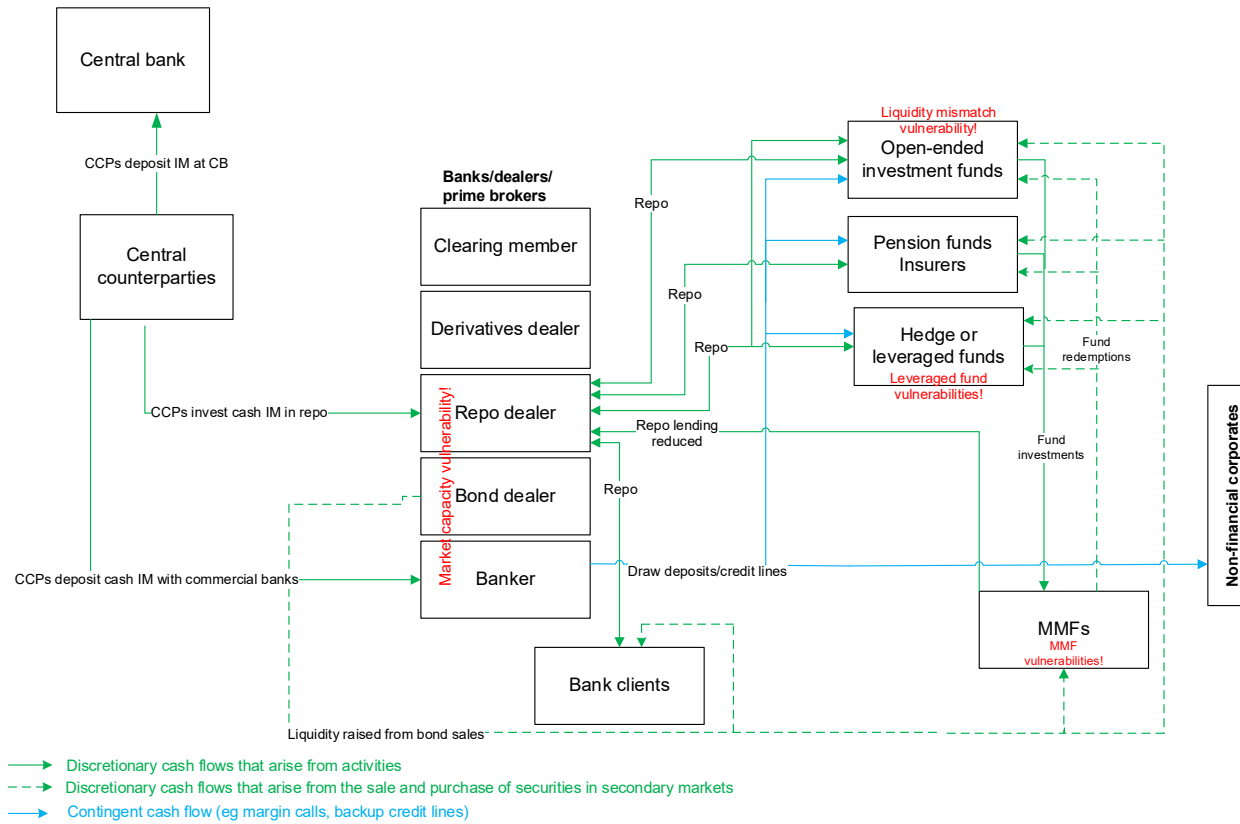 Central bank
CCPs deposit IM at CB
Central
counterparties
Banks/dealers/
prime brokers
Clearing member
Derivatives dealer
Repo dealer
Bond dealer
Banker
Market capacity vulnerability!
CCPs invest cash IM in repo
CCPs deposit cash IM with commercial banks
Repo
Repo
Repo
Repo lending
reduced
Repo
Draw deposits/credit lines
Bank clients
Liquidity raised from bond sales
Liquidity mismatch
vulnerability!
Open-ended
investment funds
Pension funds
Insurers
Hedge or
leveraged funds
Leveraged fund
vulnerabilities!
Fund
redemptions
Fund
investments
MMFs
MMF
vulnerabilities!
Non-financial corporates
Discretionary cash flows that arise from activities
Discretionary cash flows that arise from the sale and purchase of securities in secondary markets
Contingent cash flow (eg margin calls, backup credit lines)